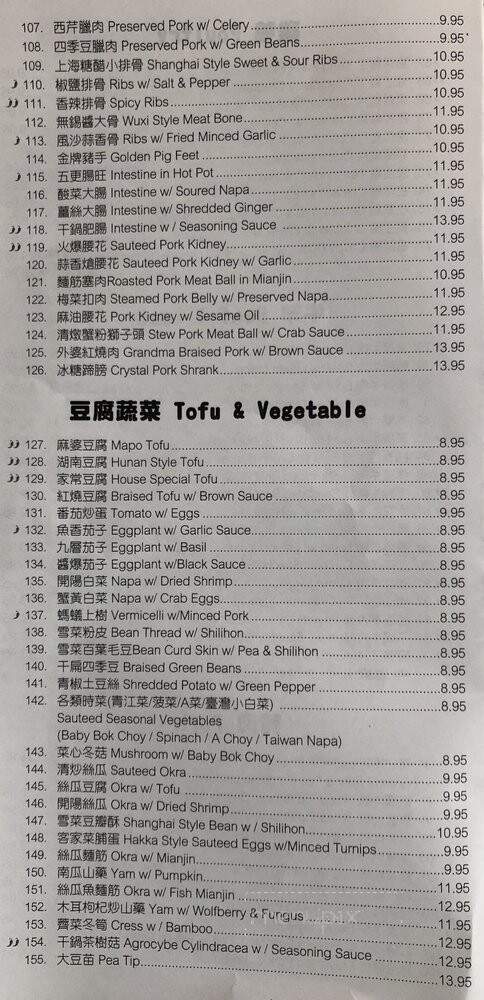 107. 西芹臘肉 Preserved Pork w/ Celery 9.95
108. 四季豆臘肉 Preserved Pork w/ Green Beans 9.95
109. 上海糖醋小排骨 Shanghai Style Sweet & Sour Ribs 10.95
110. 椒鹽排骨 Ribs w/ Salt & Pepper 10.95
111. 香辣排骨 Spicy Ribs 10.95
112. 無錫醬大骨 Wuxi Style Meat Bone 11.95
113. 風沙蒜香骨 Ribs w/ Fried Minced Garlic 10.95
114. 金牌豬手 Golden Pig Feet 10.95
115. 五更腸旺 Intestine in Hot Pot 11.95
116. 酸菜大腸 Intestine w/ Soured Napa 11.95
117. 薑絲大腸 Intestine w/ Shredded Ginger 11.95
118. 干鍋肥腸 Intestine w / Seasoning Sauce 13.95
119. 火爆腰花 Sauteed Pork Kidney 11.95
120. 蒜香熗腰花 Sauteed Pork Kidney w/ Garlic 11.95
121. 麵筋塞肉Roasted Pork Meat Ball in Mianjin 10.95
122. 梅菜扣肉 Steamed Pork Belly w/ Preserved Napa 11.95
123. 麻油腰花 Pork Kidney w/ Sesame Oil 12.95
124. 清燉蟹粉獅子頭 Stew Pork Meat Ball w/ Crab Sauce 11.95
125. 外婆紅燒肉 Grandma Braised Pork w/ Brown Sauce 13.95
126. 冰糖蹄膀 Crystal Pork Shrank 13.95
豆腐蔬菜 Tofu & Vegetable
127. 麻婆豆腐 Mapo Tofu 8.95
128. 湖南豆腐 Hunan Style Tofu 8.95
129. 家常豆腐 House Special Tofu 8.95
130. 紅燒豆腐 Braised Tofu w/ Brown Sauce 8.95
131. 番茄炒蛋 Tomato w/ Eggs 9.95
132. 魚香茄子 Eggplant w/ Garlic Sauce 8.95
133. 九層茄子 Eggplant w/ Basil 8.95
134. 醬爆茄子 Eggplant w/Black Sauce 8.95
135. 開陽白菜 Napa w/ Dried Shrimp 8.95
136. 蟹黃白菜 Napa w/ Crab Eggs 8.95
137. 螞蟻上樹 Vermicelli w/Minced Pork 8.95
138. 雪菜粉皮 Bean Thread w/ Shilihon 8.95
139. 雪菜百葉毛豆Bean Curd Skin w/ Pea & Shilihon 8.95
140. 干扁四季豆 Braised Green Beans 8.95
141. 青椒土豆絲 Shredded Potato w/ Green Pepper 8.95
142. 各類時菜(青江菜/菠菜/A菜/臺灣小白菜) 8.95
Sauteed Seasonal Vegetables
(Baby Bok Choy / Spinach / A Choy / Taiwan Napa)
143. 菜心冬菇 Mushroom w/ Baby Bok Choy 8.95
144. 清炒絲瓜 Sauteed Okra 9.95
145. 絲瓜豆腐 Okra w/ Tofu 9.95
146. 開陽絲瓜 Okra w/ Dried Shrimp 9.95
147. 雪菜豆瓣酥 Shanghai Style Bean w / Shilihon 10.95
148. 客家菜脯蛋 Hakka Style Sauteed Eggs w/Minced Turnips 9.95
149. 絲瓜麵筋 Okra w/ Mianjin 9.95
150. 南瓜山藥 Yam w/ Pumpkin 11.95
151. 絲瓜魚麵筋 Okra w/ Fish Mianjin 12.95
152. 木耳枸杞炒山藥 Yam w/ Wolfberry & Fungus 11.95
153. 薺菜冬筍 Cress w/ Bamboo 12.95
154. 干鍋茶樹菇 Agrocybe Cylindracea w/ Seasoning Sauce 12.95
155. 大豆苗 Pea Tip 13.95